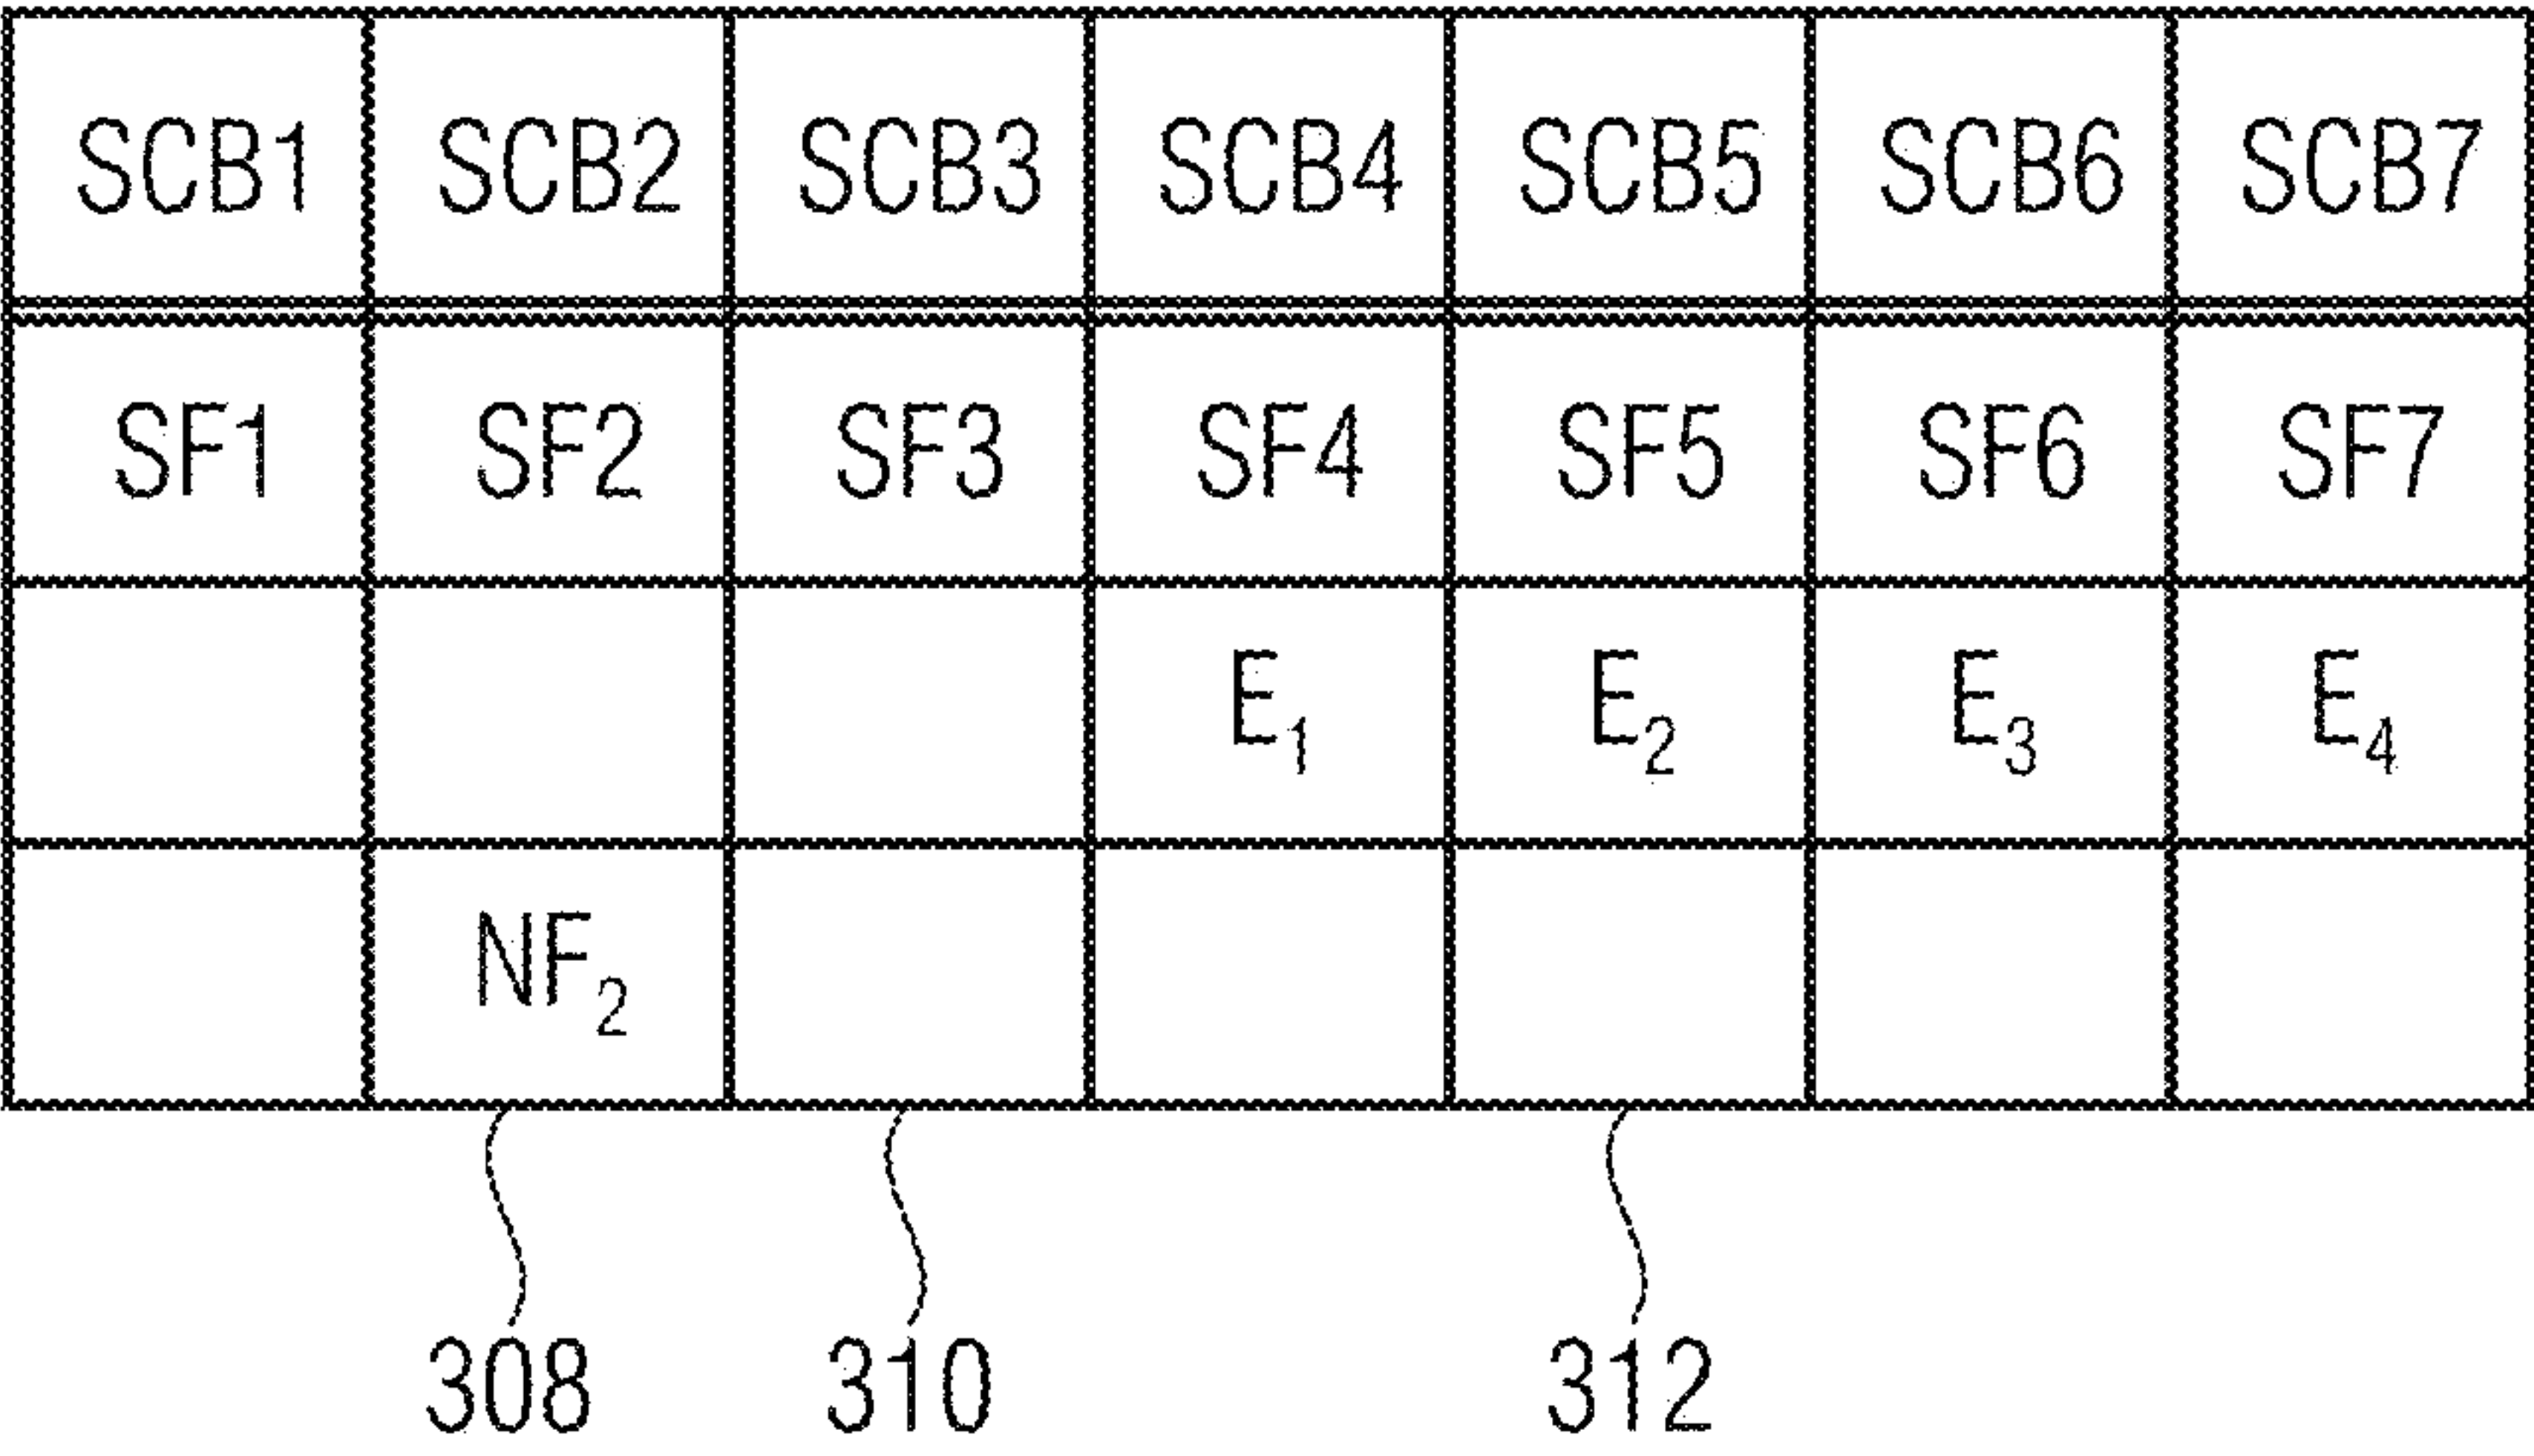 SCB1 SCB2 SCB3 SCB4 SCB5 SCB6 SCB7
SF1 SF2 SF3 SF4 SF5 SF6 SF7
E₁ E₂ E₃ E₄
NF₂
308 310 312